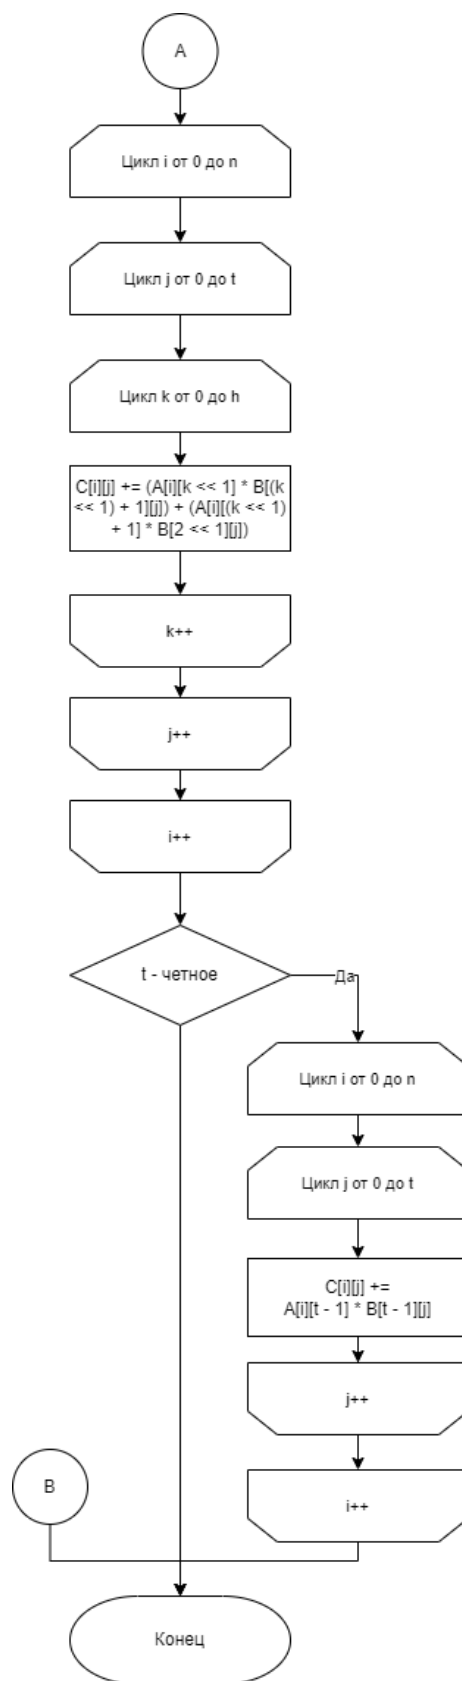 A
Цикл i от 0 до n
Цикл j от 0 до t
Цикл k от 0 до h
C[i][j] += (A[i][k << 1] * B[(k
<< 1) + 1][j]) + (A[i][(k << 1)
+ 1] * B[2 << 1][j])
k++
j++
i++
t - четное
Да
Цикл i от 0 до n
Цикл j от 0 до t
C[i][j] +=
A[i][t - 1] * B[t - 1][j]
j++
i++
B
Конец